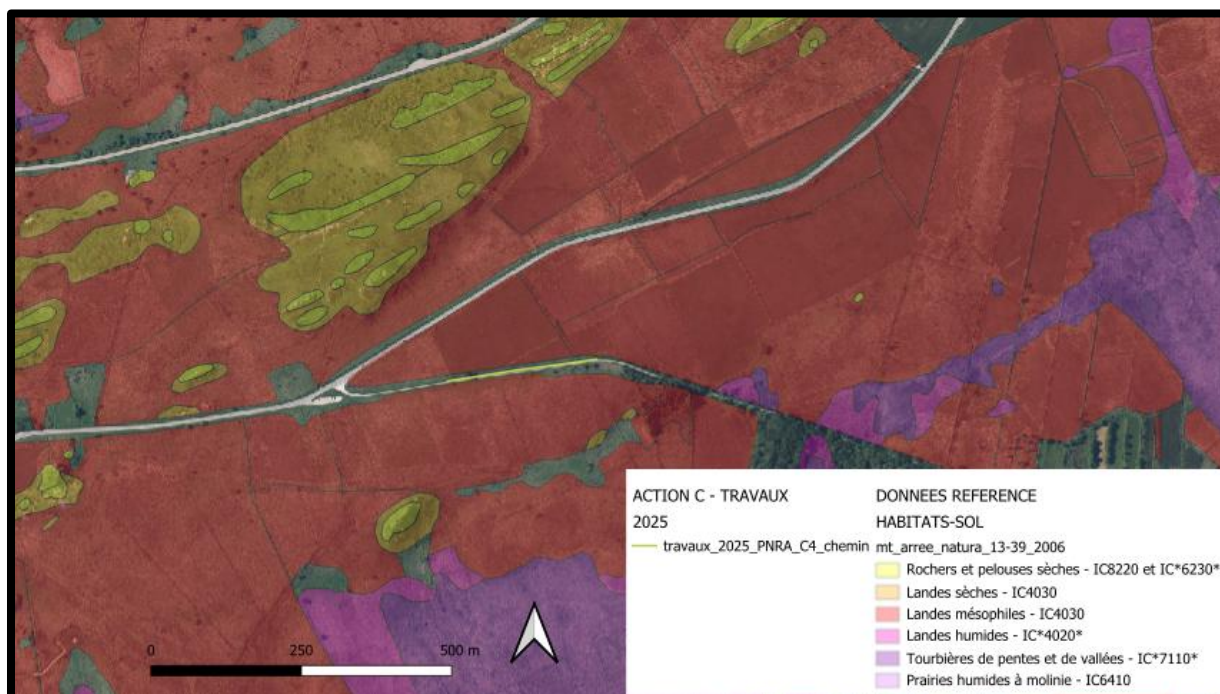 ACTION C - TRAVAUX
2025
travaux_2025_PNRA_C4_chemin
DONNEES REFERENCE
HABITATS-SOL
mt_arree_natura_13-39_2006
Rochers et pelouses sèches - IC8220 et IC*6230*
Landes sèches - IC4030
Landes mésophiles - IC4030
Landes humides - IC*4020*
Tourbières de pentes et de vallées - IC*7110*
Prairies humides à molinie - IC6410
0 250 500 m